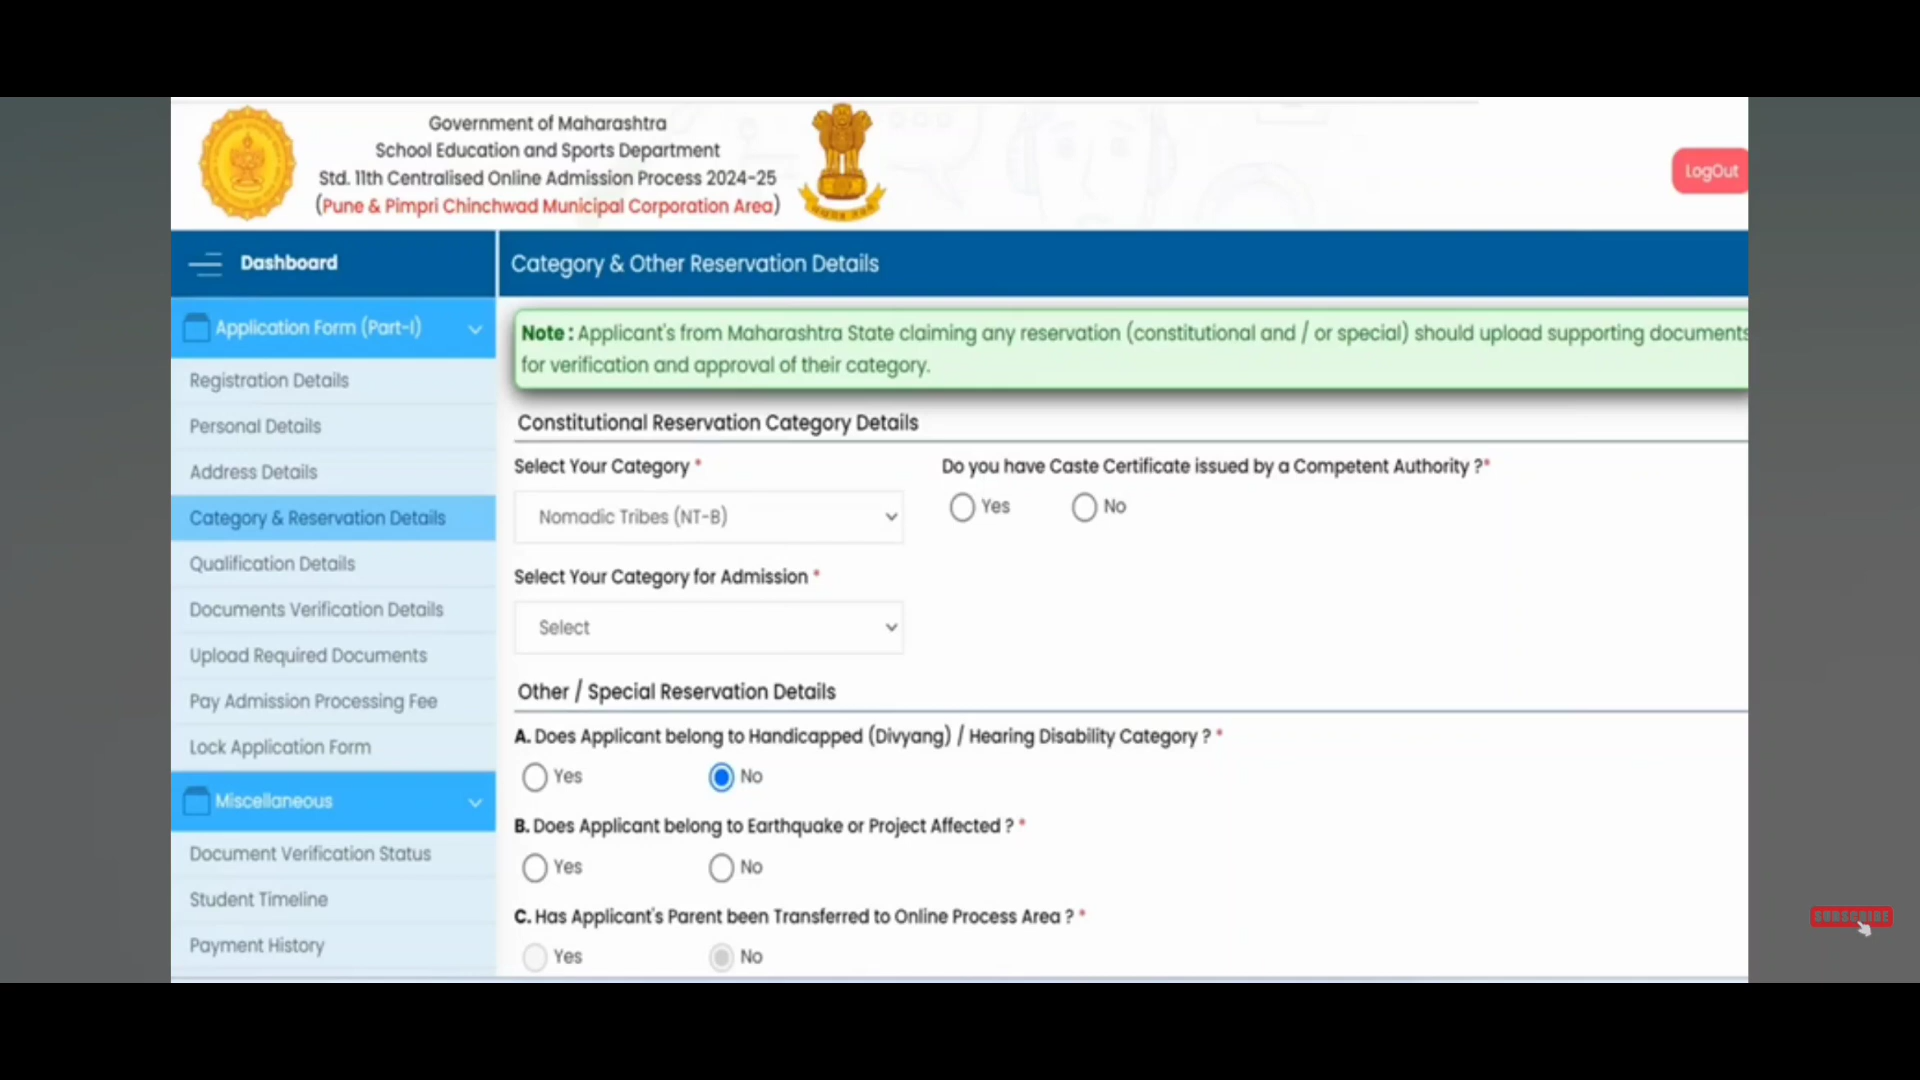 Government of Maharashtra
School Education and Sports Department
Std. 11th Centralised Online Admission Process 2024-25
(Pune & Pimpri Chinchwad Municipal Corporation Area)
LogOut
Dashboard
Category & Other Reservation Details
Application Form (Part-I)
Registration Details
Personal Details
Address Details
Category & Reservation Details
Qualification Details
Documents Verification Details
Upload Required Documents
Pay Admission Processing Fee
Lock Application Form
Miscellaneous
Document Verification Status
Student Timeline
Payment History
Note : Applicant's from Maharashtra State claiming any reservation (constitutional and / or special) should upload supporting documents
for verification and approval of their category.
Constitutional Reservation Category Details
Select Your Category *
Do you have Caste Certificate issued by a Competent Authority ?*
Nomadic Tribes (NT-B)
Yes No
Select Your Category for Admission *
Select
Other / Special Reservation Details
A. Does Applicant belong to Handicapped (Divyang) / Hearing Disability Category ? *
Yes No
B. Does Applicant belong to Earthquake or Project Affected ? *
Yes No
C. Has Applicant's Parent been Transferred to Online Process Area ? *
Yes No
SUBSCRIBE